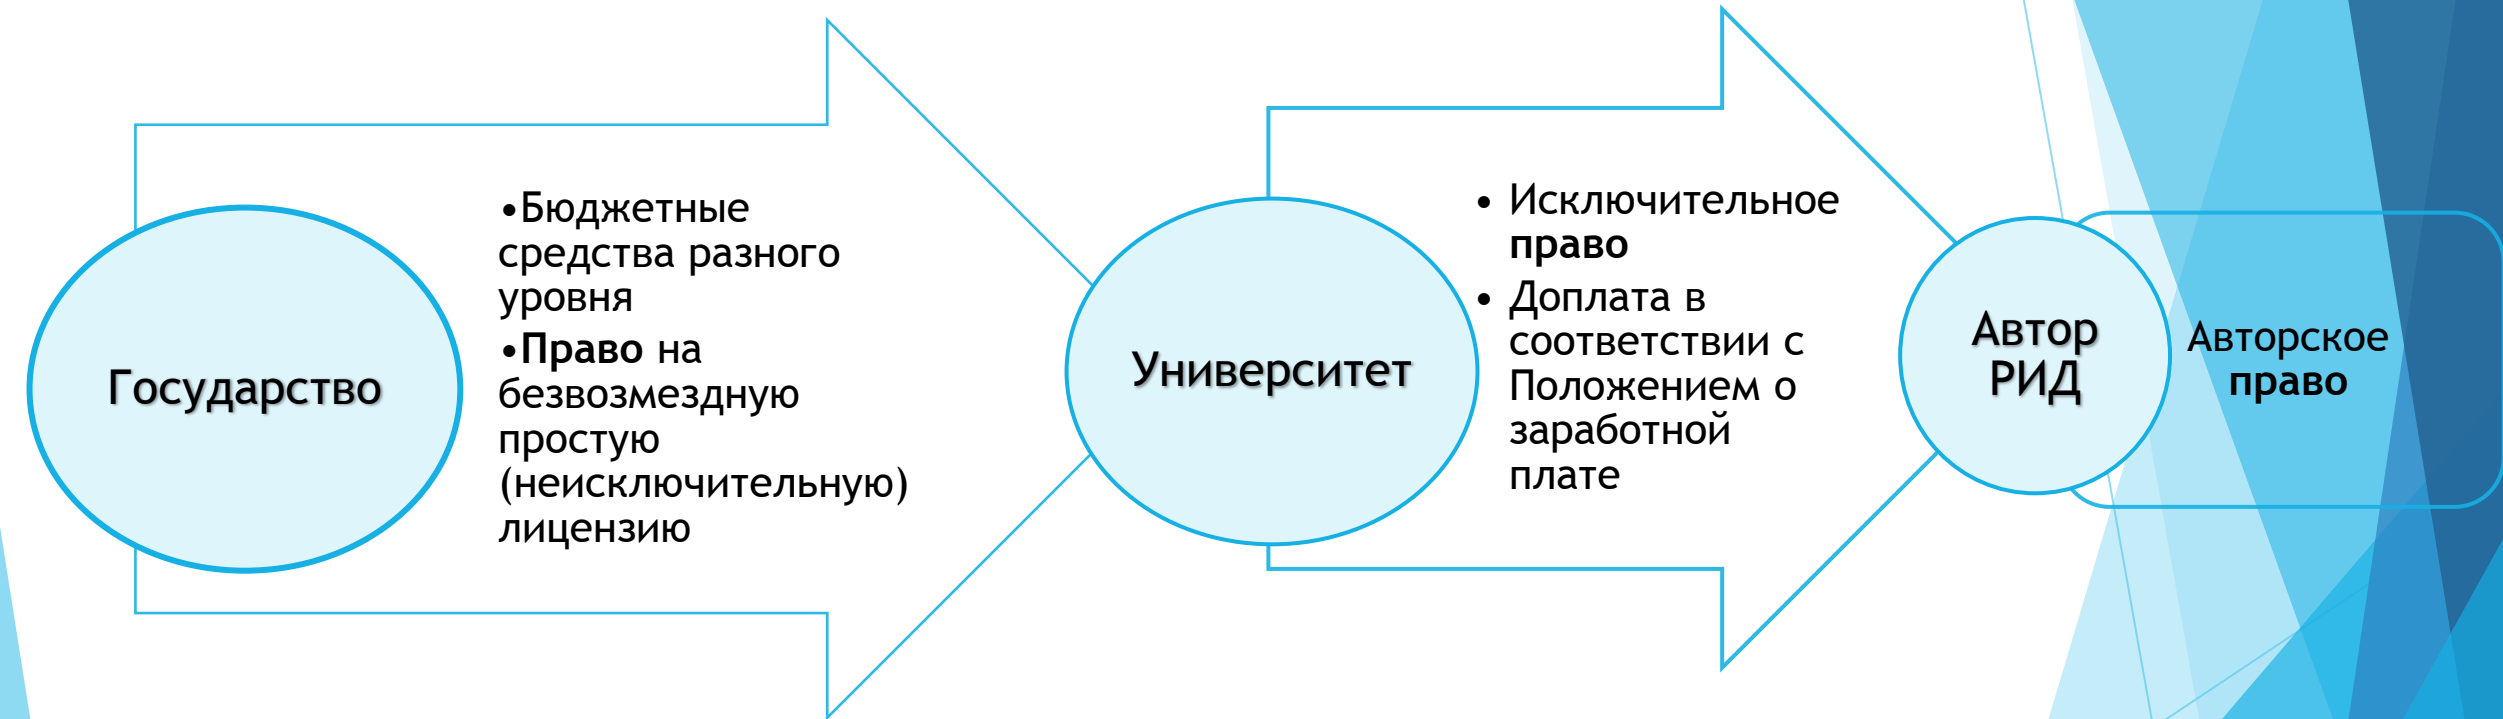 Государство
•Бюджетные
средства разного
уровня
•Право на
безвозмездную
простую
(неисключительную)
лицензию
Университет
• Исключительное
право
• Доплата в
соответствии с
Положением о
заработной
плате
Автор
РИД
Авторское
право